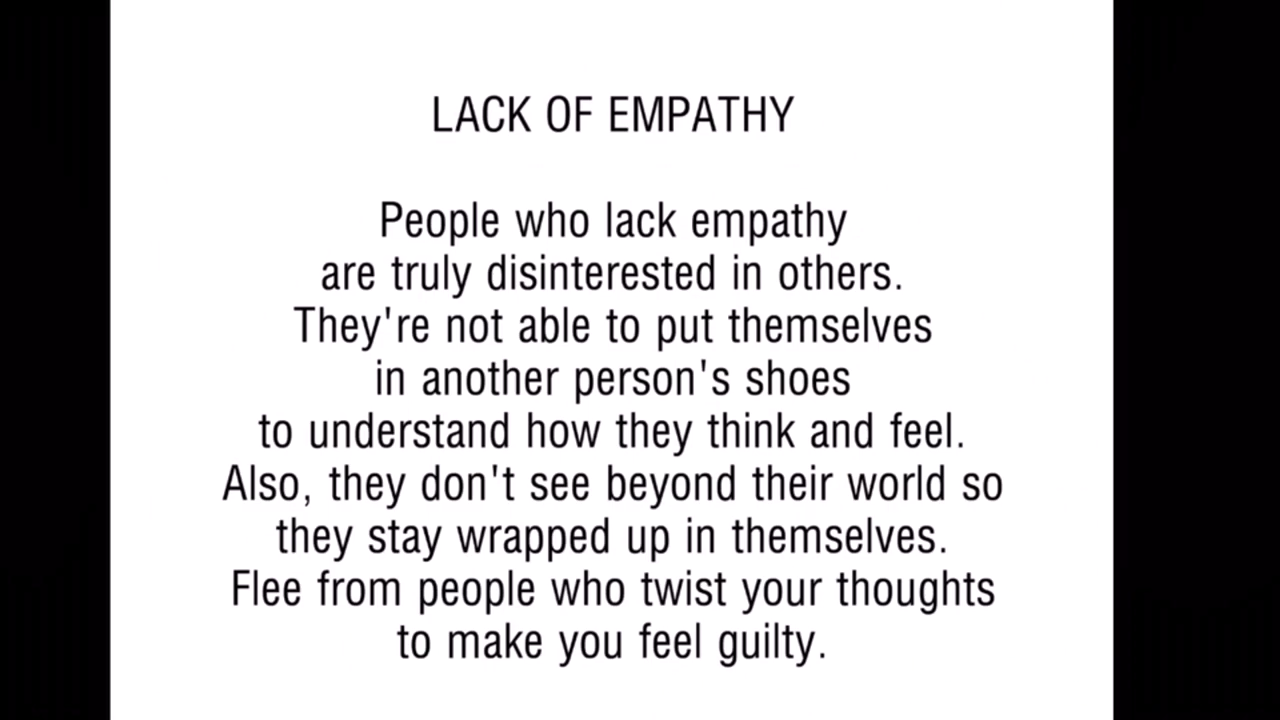 LACK OF EMPATHY
People who lack empathy
are truly disinterested in others.
They're not able to put themselves
in another person's shoes
to understand how they think and feel.
Also, they don't see beyond their world so
they stay wrapped up in themselves.
Flee from people who twist your thoughts
to make you feel guilty.